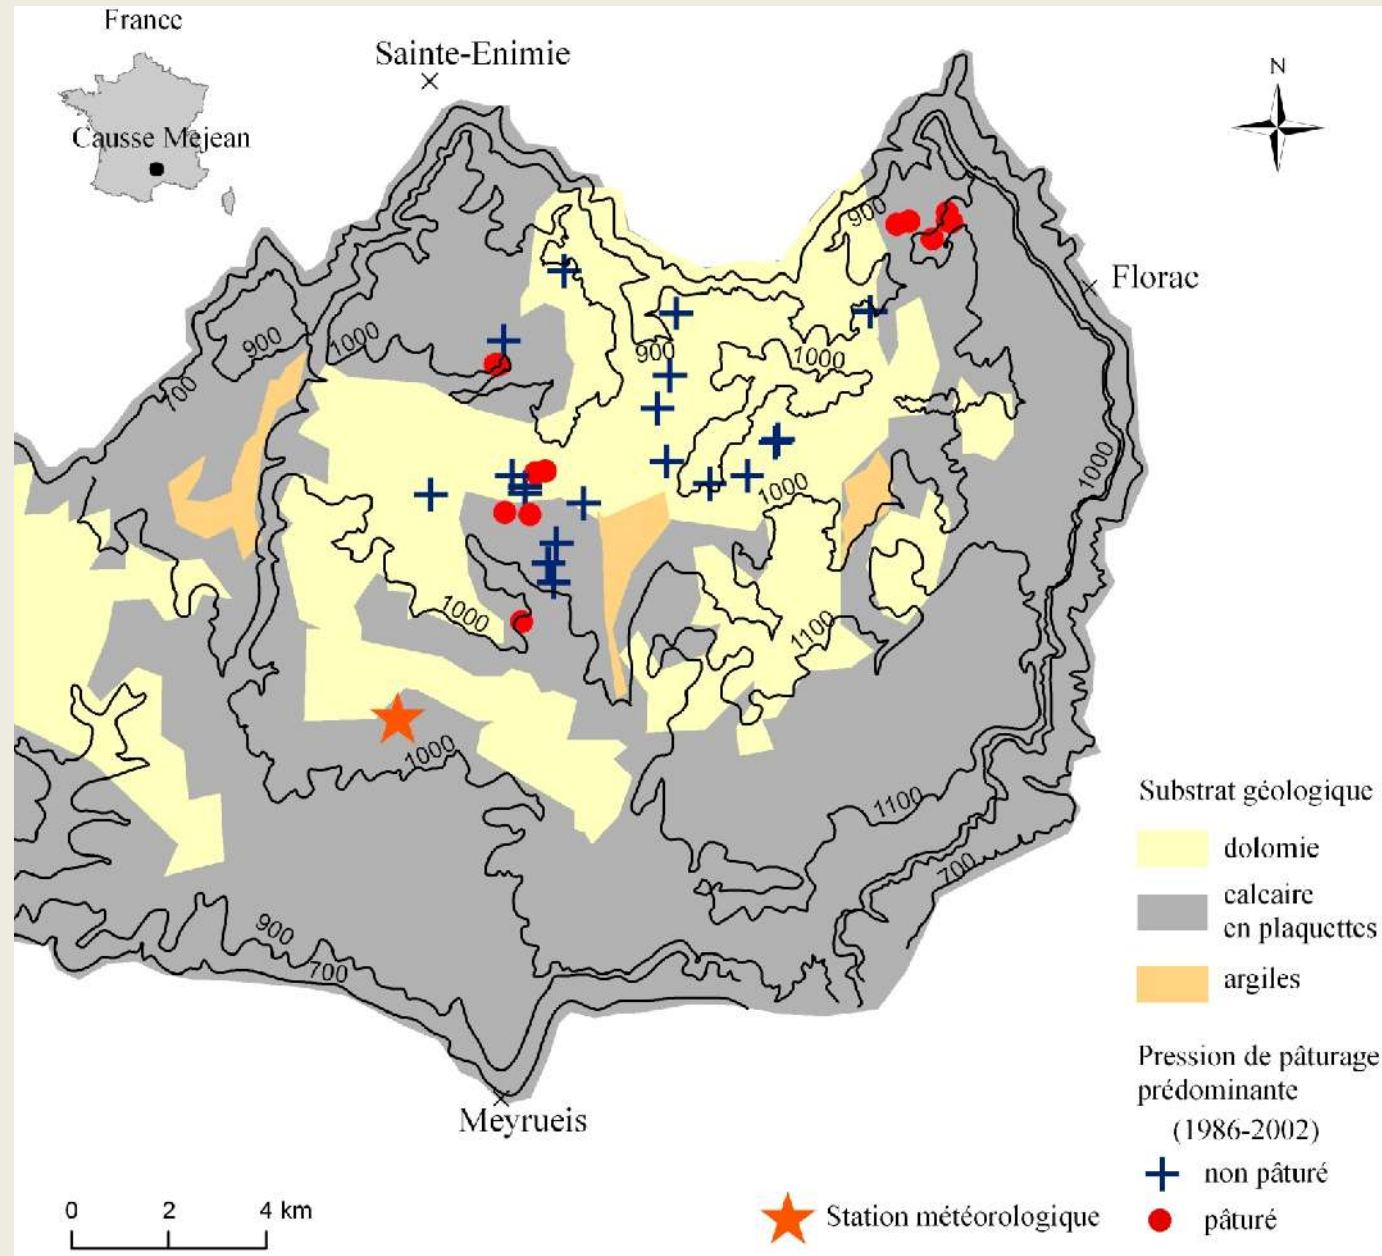 France
Sainte-Enimie
N
Causse Mejean
900
Florac
1000
900
900
1000
700
1000
1000
1000
1100
1000
1100
700
900
700
Meyrueis
Substrat géologique
dolomie
calcaire
en plaquettes
argiles
Pression de pâturage
prédominante
(1986-2002)
non pâturé
pâturé
Station météorologique
0 2 4 km